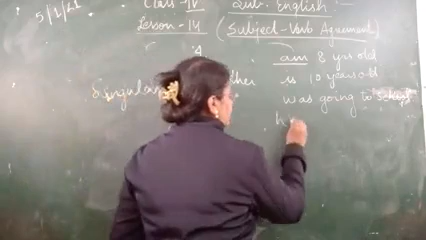 5/1/21 Class - IV Sub - English :-
Lesson - 14 (Subject - Verb Agreement)
am 8 yrs old
Singular is 10 years old
was going to school
h